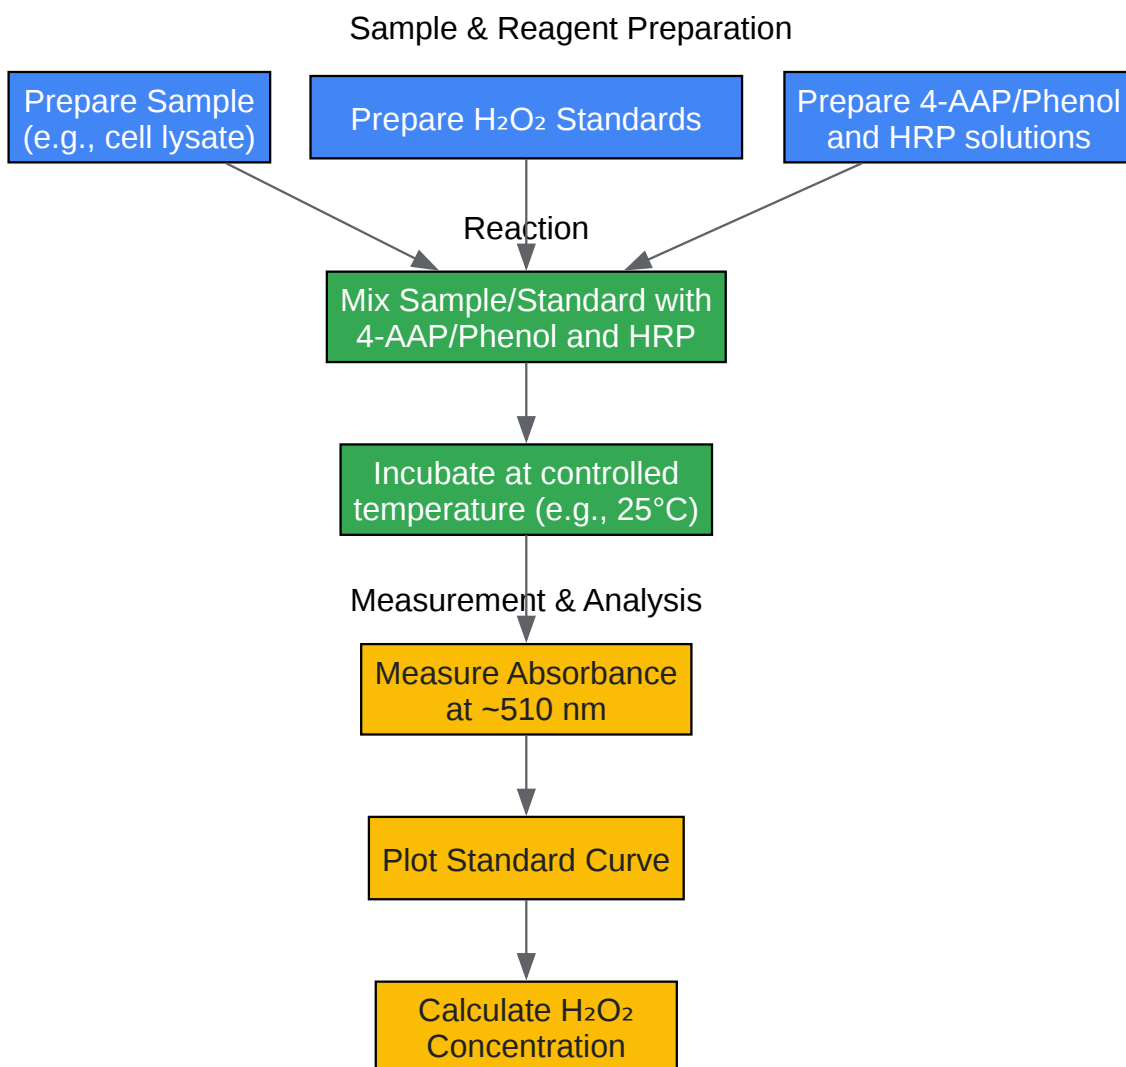 Sample & Reagent Preparation
Prepare Sample
(e.g., cell lysate)
Prepare H₂O₂ Standards
Prepare 4-AAP/Phenol
and HRP solutions
Reaction
Mix Sample/Standard with
4-AAP/Phenol and HRP
Incubate at controlled
temperature (e.g., 25°C)
Measurement & Analysis
Measure Absorbance
at ~510 nm
Plot Standard Curve
Calculate H₂O₂
Concentration